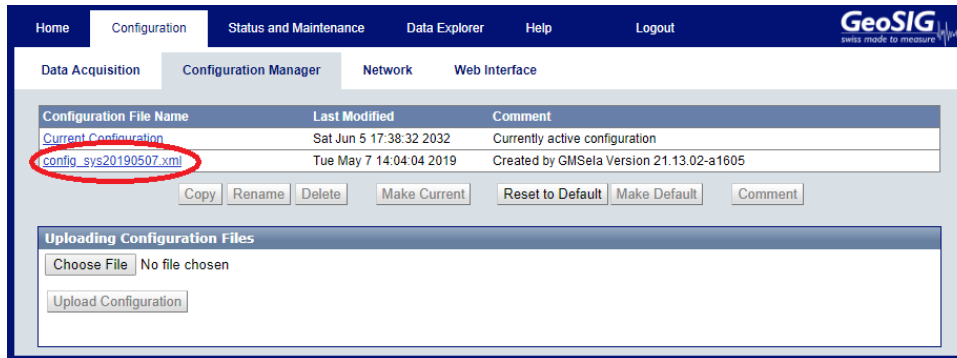 Home Configuration Status and Maintenance Data Explorer Help Logout GeoSIG
swiss made to measure
Data Acquisition Configuration Manager Network Web Interface
Configuration File Name Last Modified Comment
Current Configuration Sat Jun 5 17:38:32 2032 Currently active configuration
config_sys20190507.xml Tue May 7 14:04:04 2019 Created by GMSela Version 21.13.02-a1605
Copy Rename Delete Make Current Reset to Default Make Default Comment
Uploading Configuration Files
Choose File No file chosen
Upload Configuration